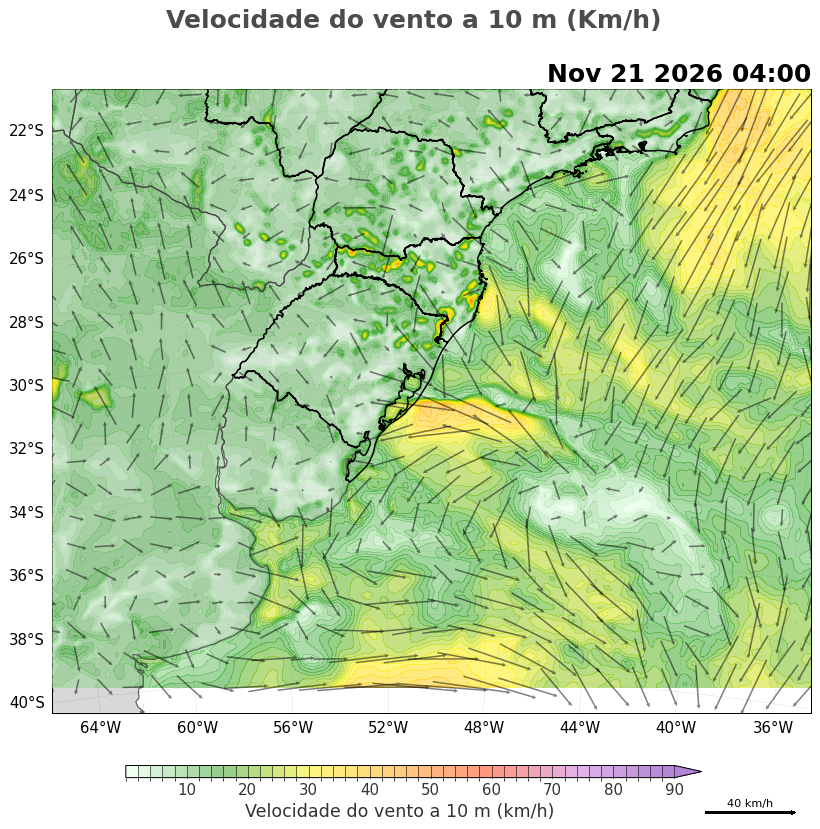 Velocidade do vento a 10 m (Km/h)
Nov 21 2026 04:00
22°S
24°S
26°S
28°S
30°S
32°S
34°S
36°S
38°S
40°S
64°W 60°W 56°W 52°W 48°W 44°W 40°W 36°W
10 20 30 40 50 60 70 80 90
Velocidade do vento a 10 m (km/h)
40 km/h